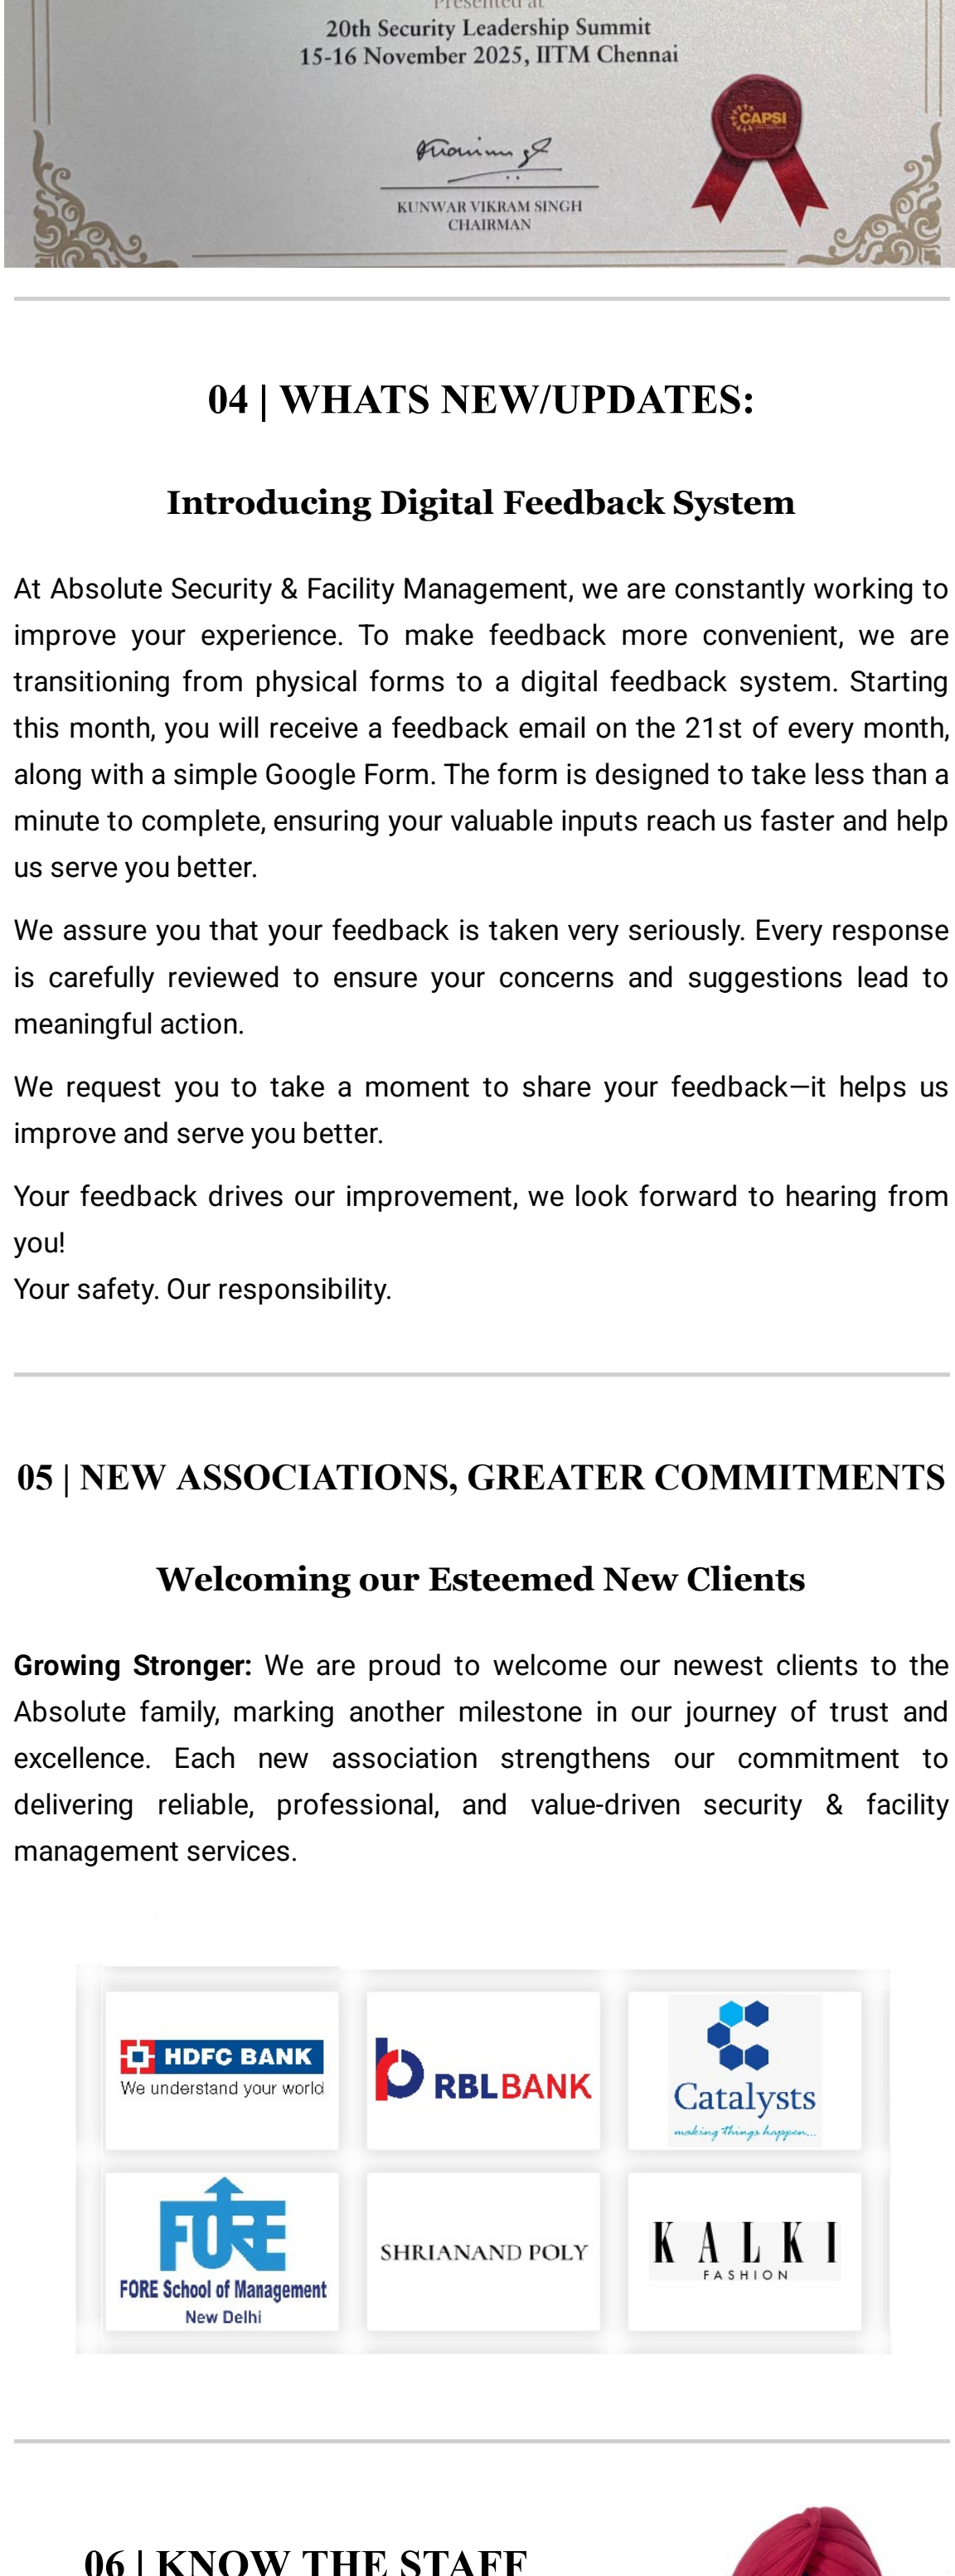 Presented at
20th Security Leadership Summit
15-16 November 2025, IITM Chennai
CAPSI
KUNWAR VIKRAM SINGH
CHAIRMAN
04 | WHATS NEW/UPDATES:
Introducing Digital Feedback System
At Absolute Security & Facility Management, we are constantly working to
improve your experience. To make feedback more convenient, we are
transitioning from physical forms to a digital feedback system. Starting
this month, you will receive a feedback email on the 21st of every month,
along with a simple Google Form. The form is designed to take less than a
minute to complete, ensuring your valuable inputs reach us faster and help
us serve you better.
We assure you that your feedback is taken very seriously. Every response
is carefully reviewed to ensure your concerns and suggestions lead to
meaningful action.
We request you to take a moment to share your feedback—it helps us
improve and serve you better.
Your feedback drives our improvement, we look forward to hearing from
you!
Your safety. Our responsibility.
05 | NEW ASSOCIATIONS, GREATER COMMITMENTS
Welcoming our Esteemed New Clients
Growing Stronger: We are proud to welcome our newest clients to the
Absolute family, marking another milestone in our journey of trust and
excellence. Each new association strengthens our commitment to
delivering reliable, professional, and value-driven security & facility
management services.
HDFC BANK
We understand your world
RBL BANK
Catalysts
making things happen...
FORE
FORE School of Management
New Delhi
SHRIANAND POLY
KALKI
FASHION
06 | KNOW THE STAFF